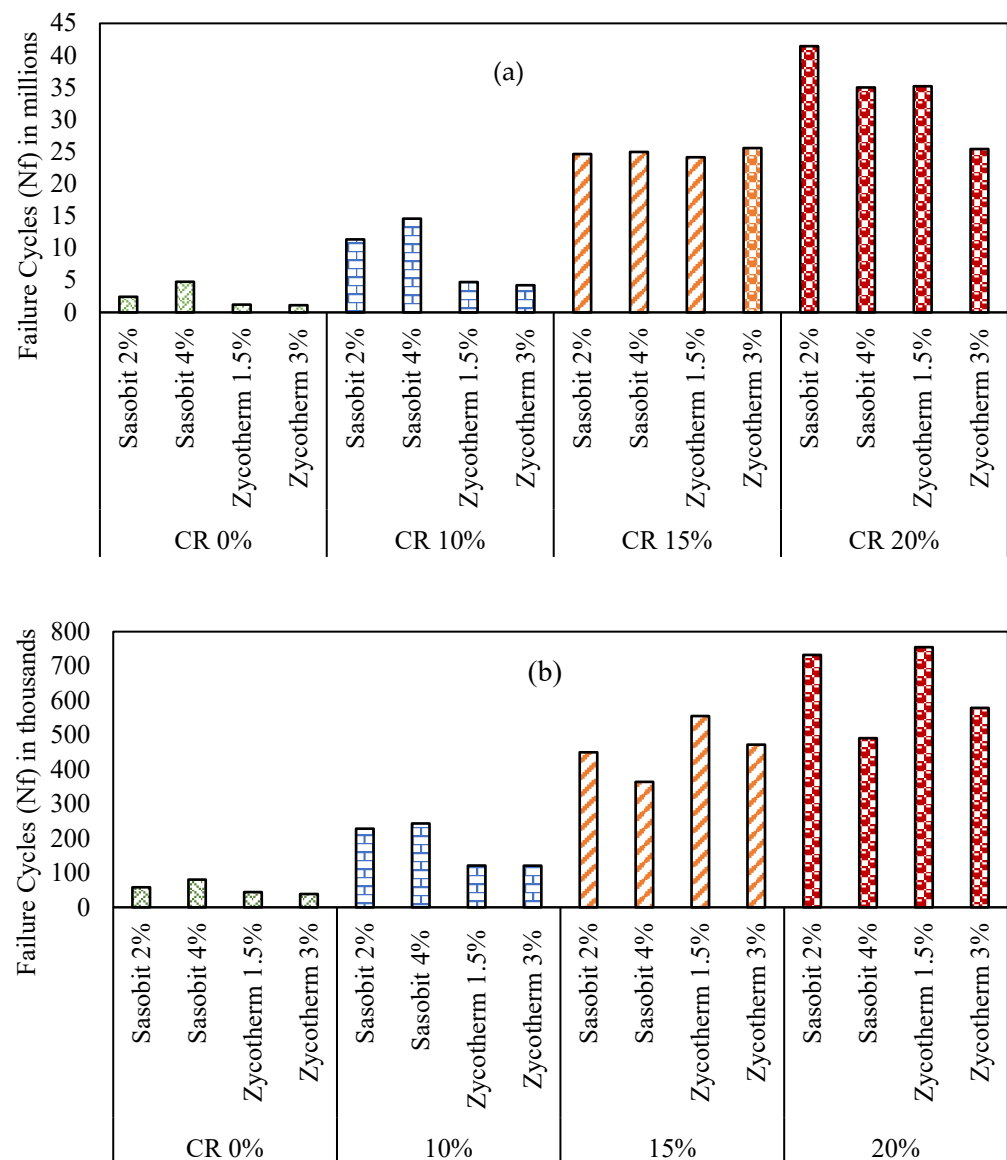 Failure Cycles (Nf) in millions
45
40
35
30
25
20
15
10
5
0
(a)
Sasobit 2%
Sasobit 4%
Zycotherm 1.5%
Zycotherm 3%
Sasobit 2%
Sasobit 4%
Zycotherm 1.5%
Zycotherm 3%
Sasobit 2%
Sasobit 4%
Zycotherm 1.5%
Zycotherm 3%
Sasobit 2%
Sasobit 4%
Zycotherm 1.5%
Zycotherm 3%
CR 0%
CR 10%
CR 15%
CR 20%
Failure Cycles (Nf) in thousands
800
700
600
500
400
300
200
100
0
(b)
Sasobit 2%
Sasobit 4%
Zycotherm 1.5%
Zycotherm 3%
Sasobit 2%
Sasobit 4%
Zycotherm 1.5%
Zycotherm 3%
Sasobit 2%
Sasobit 4%
Zycotherm 1.5%
Zycotherm 3%
Sasobit 2%
Sasobit 4%
Zycotherm 1.5%
Zycotherm 3%
CR 0%
10%
15%
20%